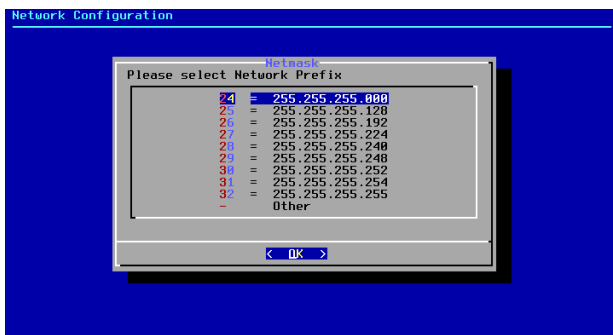 Network Configuration
Netmask
Please select Network Prefix
24 = 255.255.255.000
25 = 255.255.255.128
26 = 255.255.255.192
27 = 255.255.255.224
28 = 255.255.255.240
29 = 255.255.255.248
30 = 255.255.255.252
31 = 255.255.255.254
32 = 255.255.255.255
- Other
< OK >